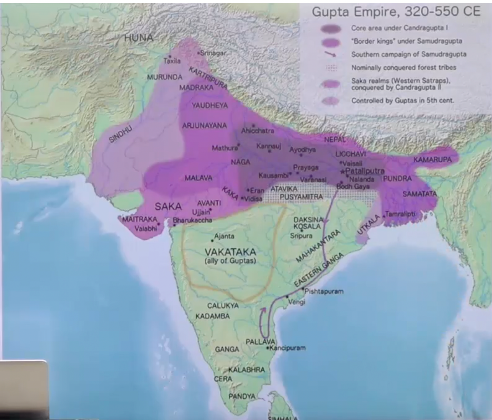 Gupta Empire, 320-550 CE
Core area under Candragupta I
"Border kings" under Samudragupta
Southern campaign of Samudragupta
Nominally conquered forest tribes
Saks realms (Western Satraps),
conquered by Candragupta II
Controlled by Guptas in 5th cent.
HUNA
Srinagar
Taxila
MURUNDA
KARTRIPURA
MADRAKA
YAUDHEYA
SINDHU
ARJUNAYANA
Ahicchatra
Mathura
Kannauj
Ayodhya
NEPAL
LICCHAVI
KAMARUPA
NAGA
Prayaga
Vaisali
MALAVA
Kausambi
Varanasi
Pataliputra
Nalanda
Bodh Gaya
PUNDRA
KAKA
Eran
ATAVIKA
SAMATATA
SAKA
AVANTI
Vidisa
PUSYAMITRA
Ujjain
MAITRAKA
Valabhi
Bharukaccha
UTKALA
Tamralipti
DAKSINA
KOSALA
Sripura
Ajanta
MAHAKANTARA
VAKATAKA
(ally of Guptas)
EASTERN GANGA
Pishtapuram
Vengi
CALUKYA
KADAMBA
PALLAVA
Kancipuram
GANGA
KALABHRA
CERA
PANDYA
SIMHALA